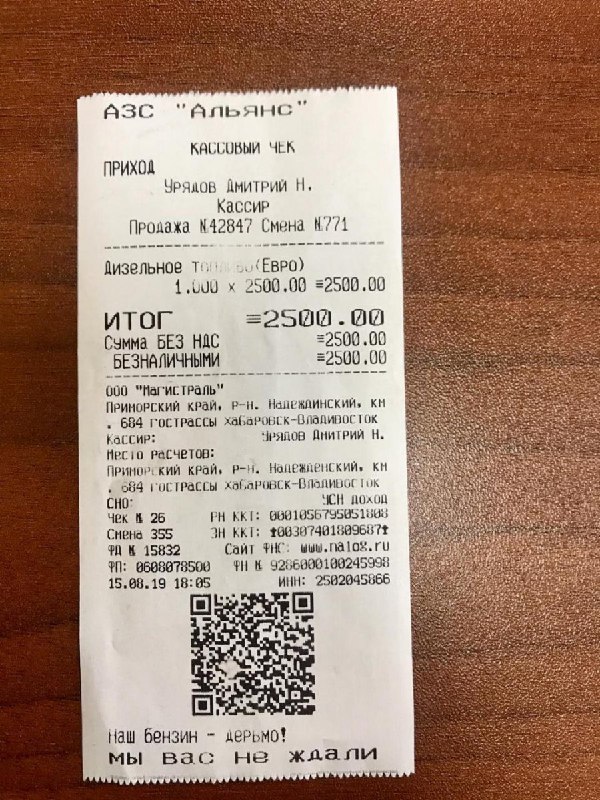 АЗС "Альянс"
КАССОВЫЙ ЧЕК
ПРИХОД
Урядов Дмитрий Н.
Кассир
Продажа №42847 Смена №771
Дизельное топливо(Евро)
1.000 x 2500.00 ≡2500.00
ИТОГ ≡2500.00
Сумма БЕЗ НДС ≡2500.00
БЕЗНАЛИЧНЫМИ ≡2500.00
ООО "Магистраль"
Приморский край, р-н. Надеждинский, км
. 684 гострассы хабаровск-Владивосток
Кассир: Урядов Дмитрий Н.
Место расчетов:
Приморский край, р-н. Надежденский, км
. 684 гострассы хабаровск-Владивосток
СНО: УСН доход
Чек № 26 РН ККТ: 0001056795051808
Смена 355 ЗН ККТ: ☨00307401809687☨
ФД № 15832 Сайт ФНС: www.nalog.ru
ФП: 0608078500 ФН № 9286000100245998
15.08.19 18:05 ИНН: 2502045866
Наш бензин - дерьмо!
мы вас не ждали